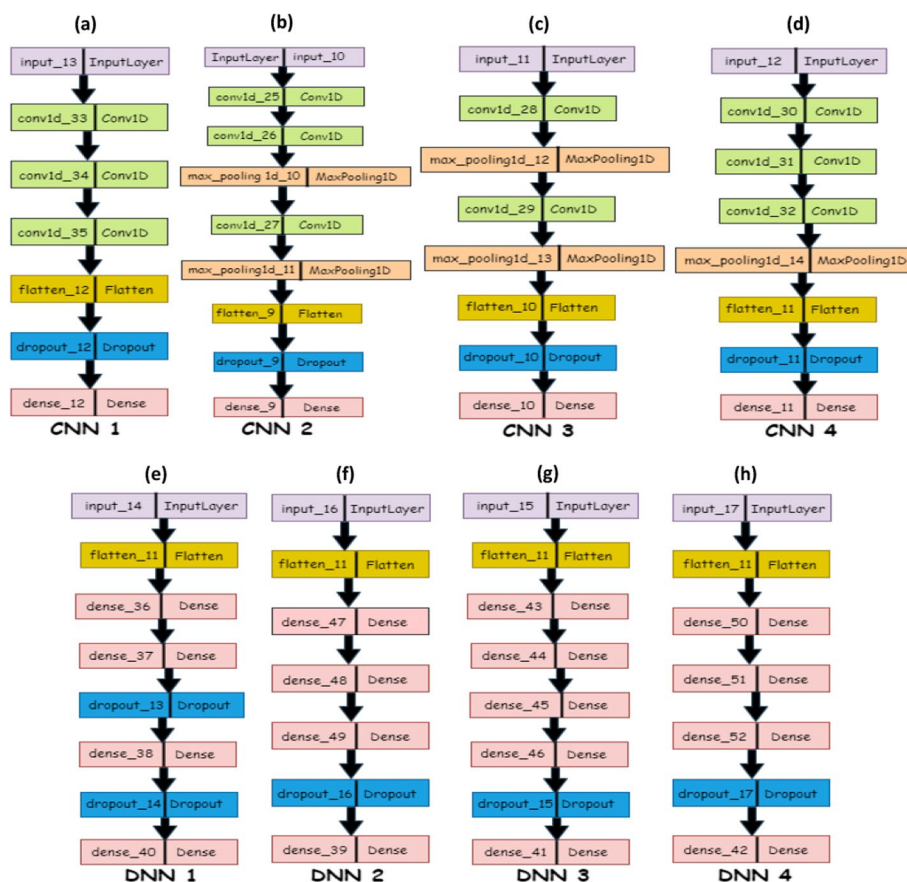 (a)
input_13 InputLayer
conv1d_33 Conv1D
conv1d_34 Conv1D
conv1d_35 Conv1D
flatten_12 Flatten
dropout_12 Dropout
dense_12 Dense
CNN 1
(b)
InputLayer input_10
conv1d_25 Conv1D
conv1d_26 Conv1D
max_pooling 1d_10 MaxPooling1D
conv1d_27 Conv1D
max_pooling1d_11 MaxPooling1D
flatten_9 Flatten
dropout_9 Dropout
dense_9 Dense
CNN 2
(c)
input_11 InputLayer
conv1d_28 Conv1D
max_pooling1d_12 MaxPooling1D
conv1d_29 Conv1D
max_pooling1d_13 MaxPooling1D
flatten_10 Flatten
dropout_10 Dropout
dense_10 Dense
CNN 3
(d)
input_12 InputLayer
conv1d_30 Conv1D
conv1d_31 Conv1D
conv1d_32 Conv1D
max_pooling1d_14 MaxPooling1D
flatten_11 Flatten
dropout_11 Dropout
dense_11 Dense
CNN 4
(e)
input_14 InputLayer
flatten_11 Flatten
dense_36 Dense
dense_37 Dense
dropout_13 Dropout
dense_38 Dense
dropout_14 Dropout
dense_40 Dense
DNN 1
(f)
input_16 InputLayer
flatten_11 Flatten
dense_47 Dense
dense_48 Dense
dense_49 Dense
dropout_16 Dropout
dense_39 Dense
DNN 2
(g)
input_15 InputLayer
flatten_11 Flatten
dense_43 Dense
dense_44 Dense
dense_45 Dense
dense_46 Dense
dropout_15 Dropout
dense_41 Dense
DNN 3
(h)
input_17 InputLayer
flatten_11 Flatten
dense_50 Dense
dense_51 Dense
dense_52 Dense
dropout_17 Dropout
dense_42 Dense
DNN 4